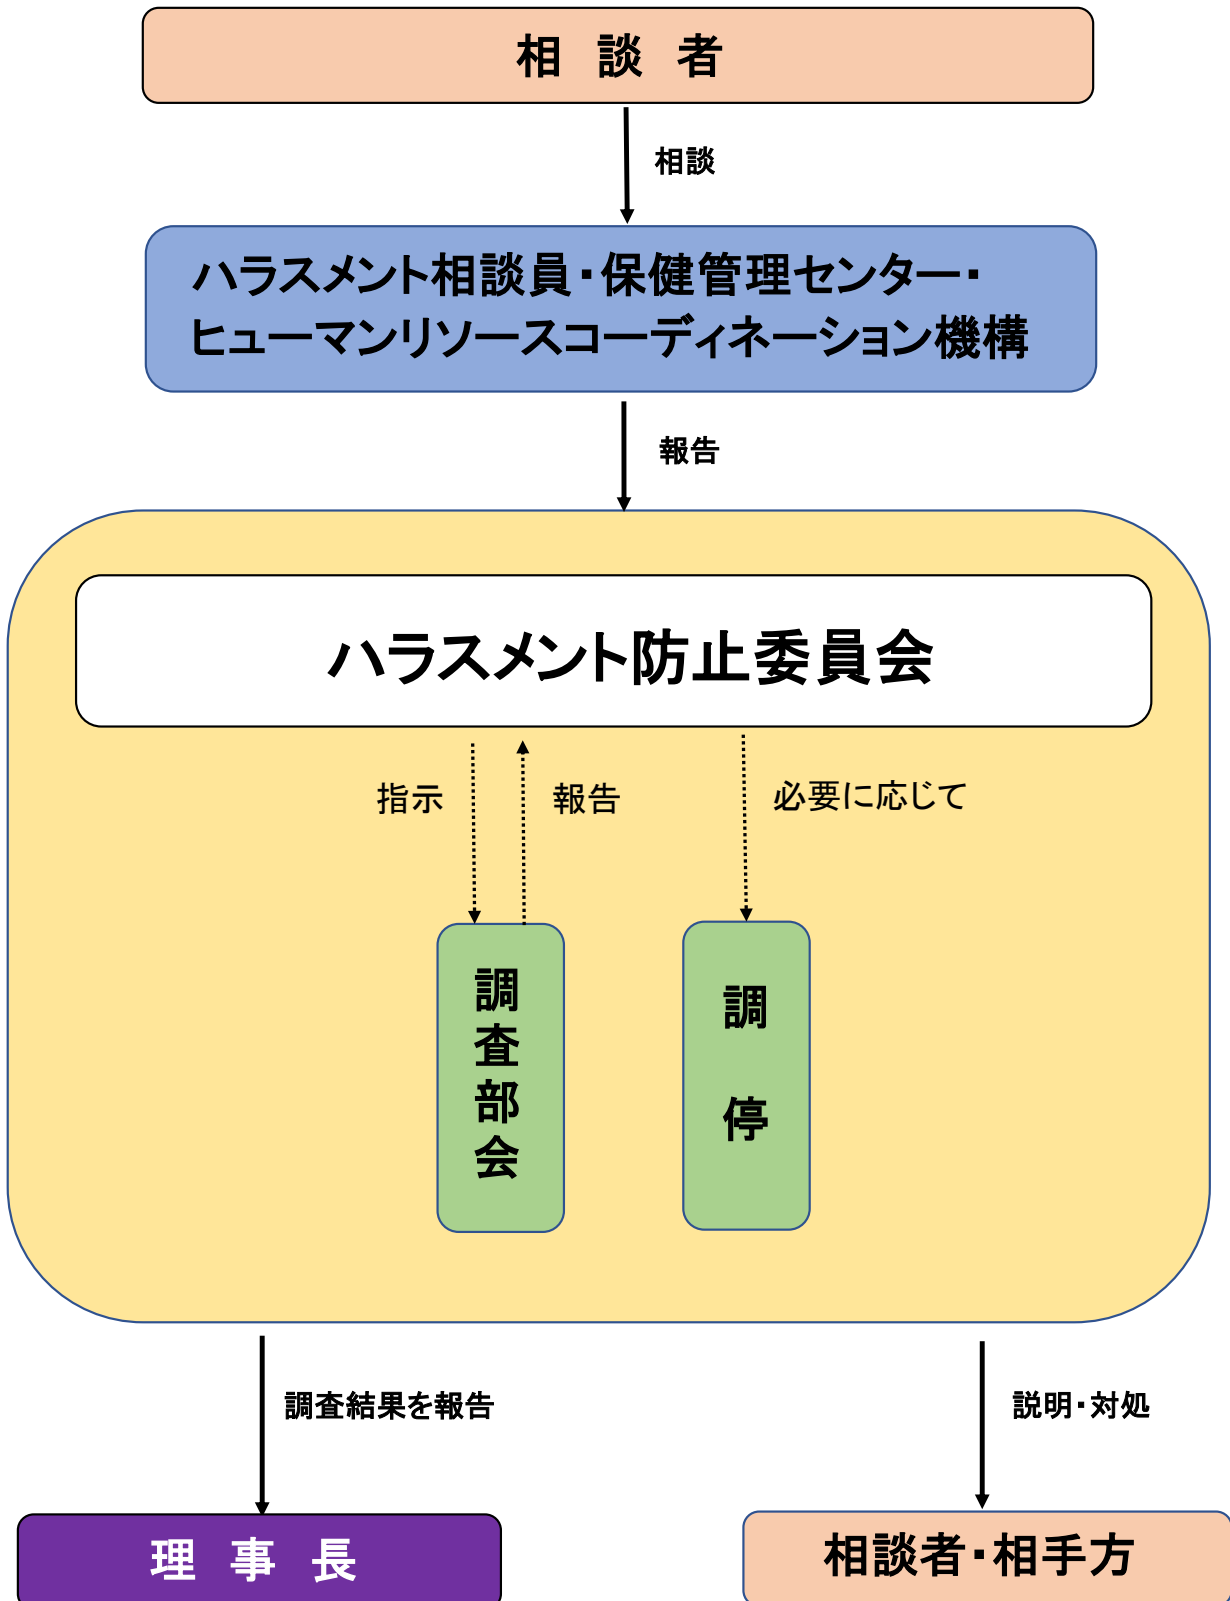 相　談　者
相談
ハラスメント相談員・保健管理センター・
ヒューマンリソースコーディネーション機構
報告
ハラスメント防止委員会
指示
報告
必要に応じて
調査部会
調停
調査結果を報告
説明・対処
理　事　長
相談者・相手方